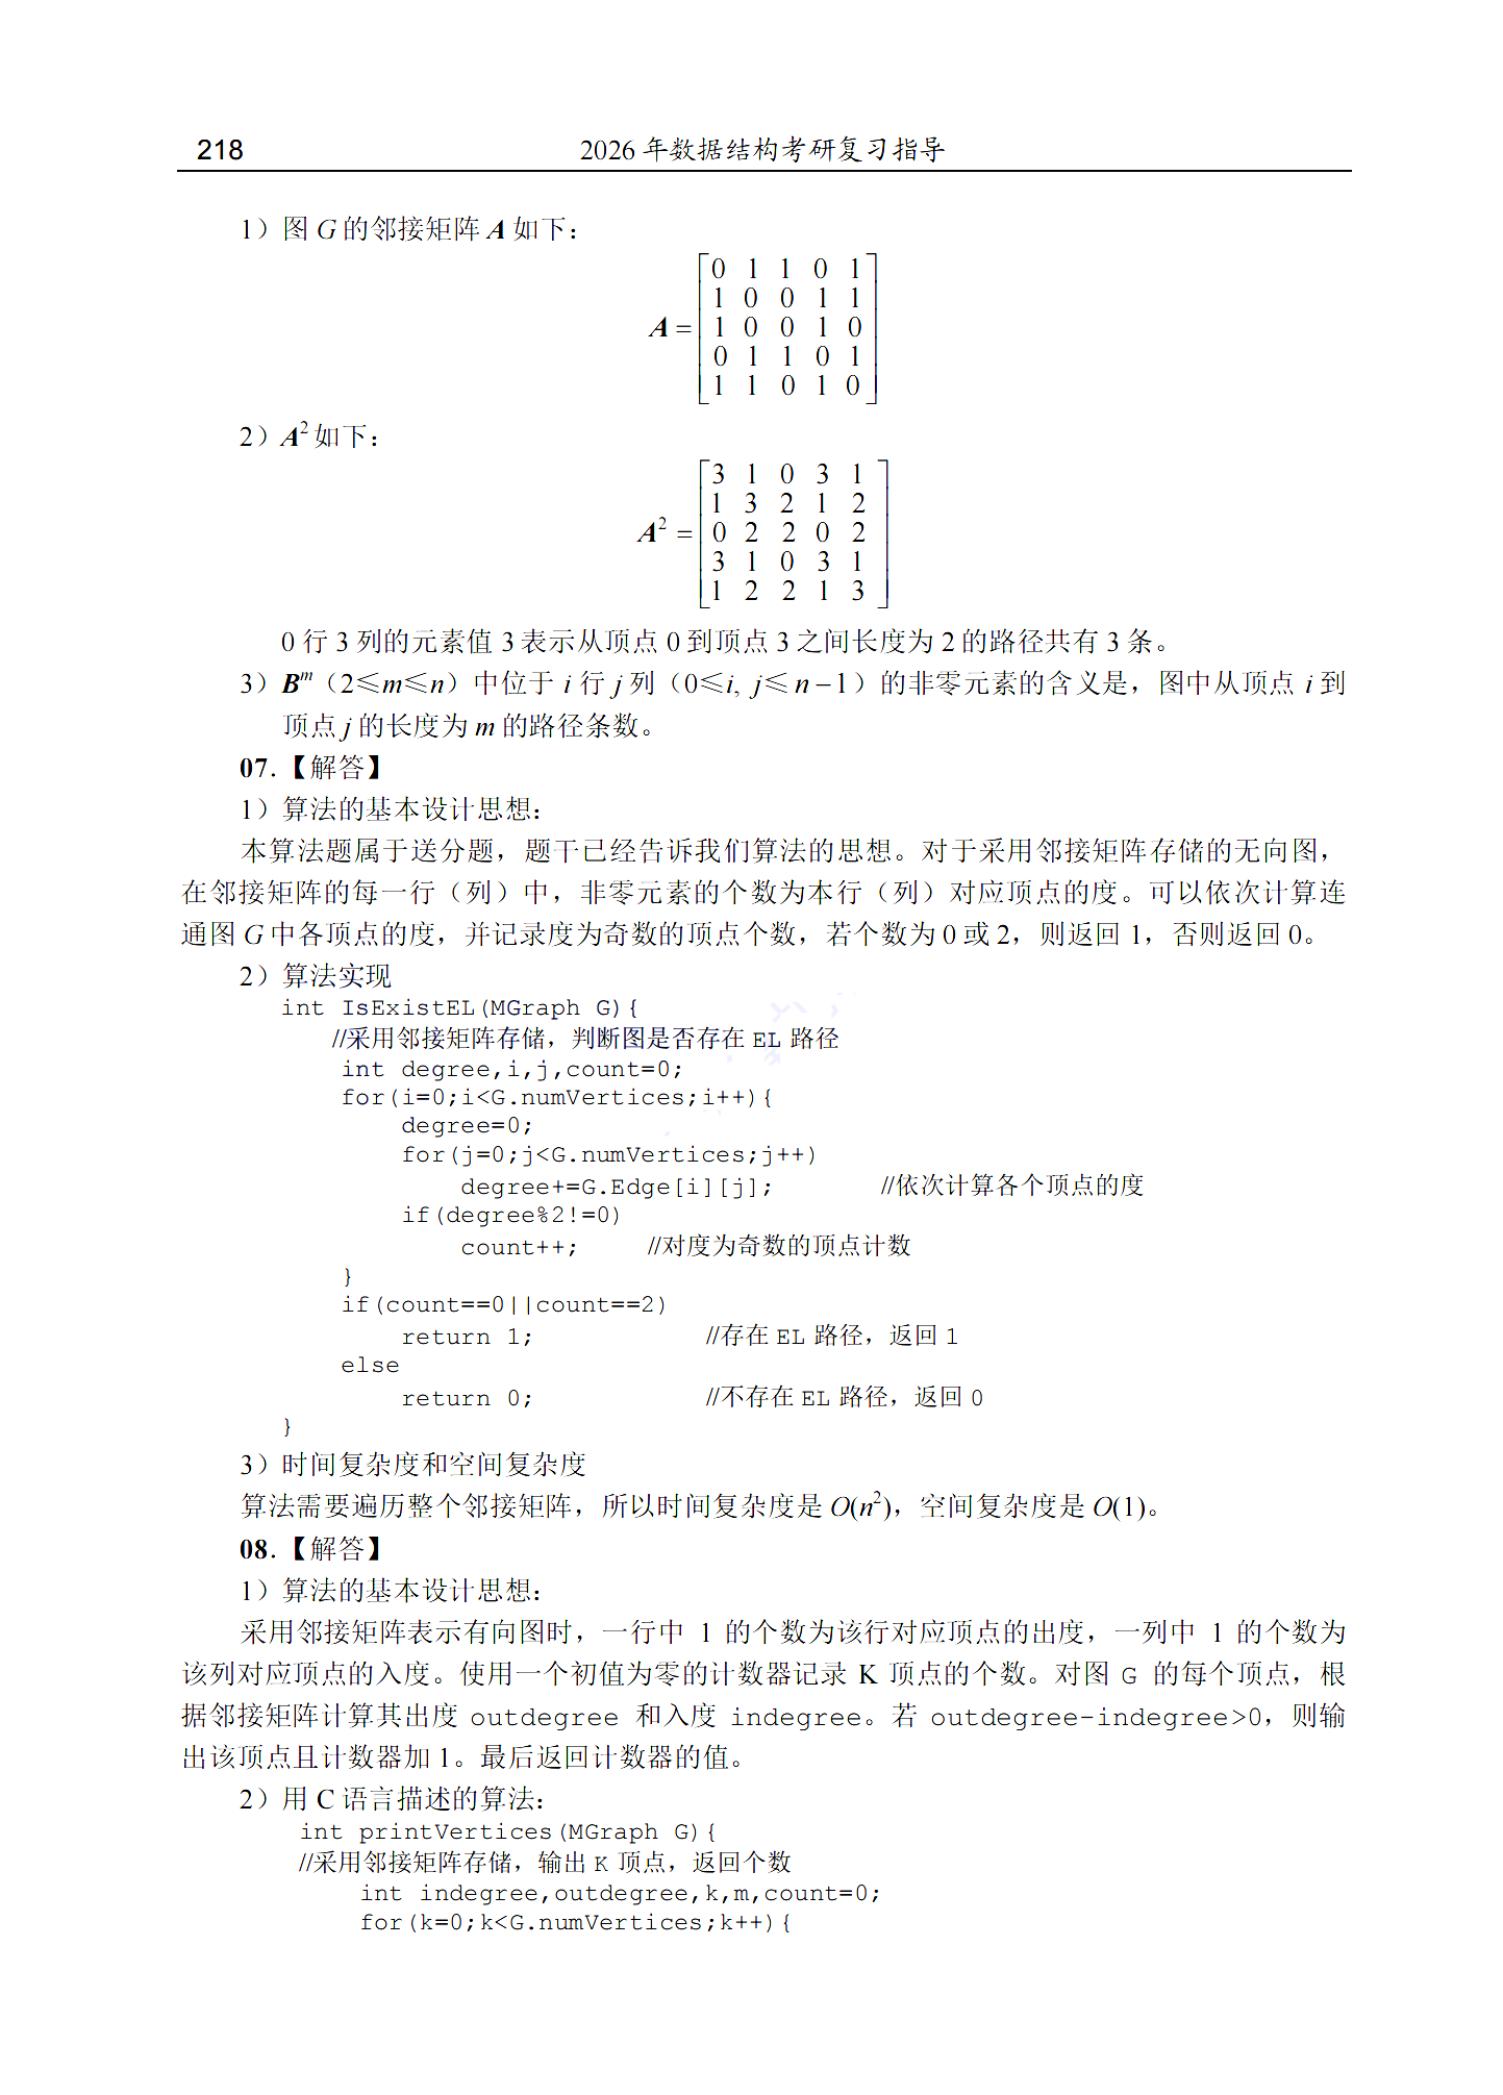 218
2026 年数据结构考研复习指导
1）图 G 的邻接矩阵 A 如下：
0 1 1 0 1
1 0 0 1 1
A = 1 0 0 1 0
0 1 1 0 1
1 1 0 1 0
2）A² 如下：
3 1 0 3 1
1 3 2 1 2
A² = 0 2 2 0 2
3 1 0 3 1
1 2 2 1 3
0 行 3 列的元素值 3 表示从顶点 0 到顶点 3 之间长度为 2 的路径共有 3 条。
3）Bᵐ（2≤m≤n）中位于 i 行 j 列（0≤i, j≤n−1）的非零元素的含义是，图中从顶点 i 到
顶点 j 的长度为 m 的路径条数。
07.【解答】
1）算法的基本设计思想：
本算法题属于送分题，题干已经告诉我们算法的思想。对于采用邻接矩阵存储的无向图，
在邻接矩阵的每一行（列）中，非零元素的个数为本行（列）对应顶点的度。可以依次计算连
通图 G 中各顶点的度，并记录度为奇数的顶点个数，若个数为 0 或 2，则返回 1，否则返回 0。
2）算法实现
int IsExistEL(MGraph G){
//采用邻接矩阵存储，判断图是否存在 EL 路径
int degree,i,j,count=0;
for(i=0;i<G.numVertices;i++){
degree=0;
for(j=0;j<G.numVertices;j++)
degree+=G.Edge[i][j]; //依次计算各个顶点的度
if(degree%2!=0)
count++; //对度为奇数的顶点计数
}
if(count==0||count==2)
return 1; //存在 EL 路径，返回 1
else
return 0; //不存在 EL 路径，返回 0
}
3）时间复杂度和空间复杂度
算法需要遍历整个邻接矩阵，所以时间复杂度是 O(n²)，空间复杂度是 O(1)。
08.【解答】
1）算法的基本设计思想：
采用邻接矩阵表示有向图时，一行中 1 的个数为该行对应顶点的出度，一列中 1 的个数为
该列对应顶点的入度。使用一个初值为零的计数器记录 K 顶点的个数。对图 G 的每个顶点，根
据邻接矩阵计算其出度 outdegree 和入度 indegree。若 outdegree-indegree>0，则输
出该顶点且计数器加 1。最后返回计数器的值。
2）用 C 语言描述的算法：
int printVertices(MGraph G){
//采用邻接矩阵存储，输出 K 顶点，返回个数
int indegree,outdegree,k,m,count=0;
for(k=0;k<G.numVertices;k++){